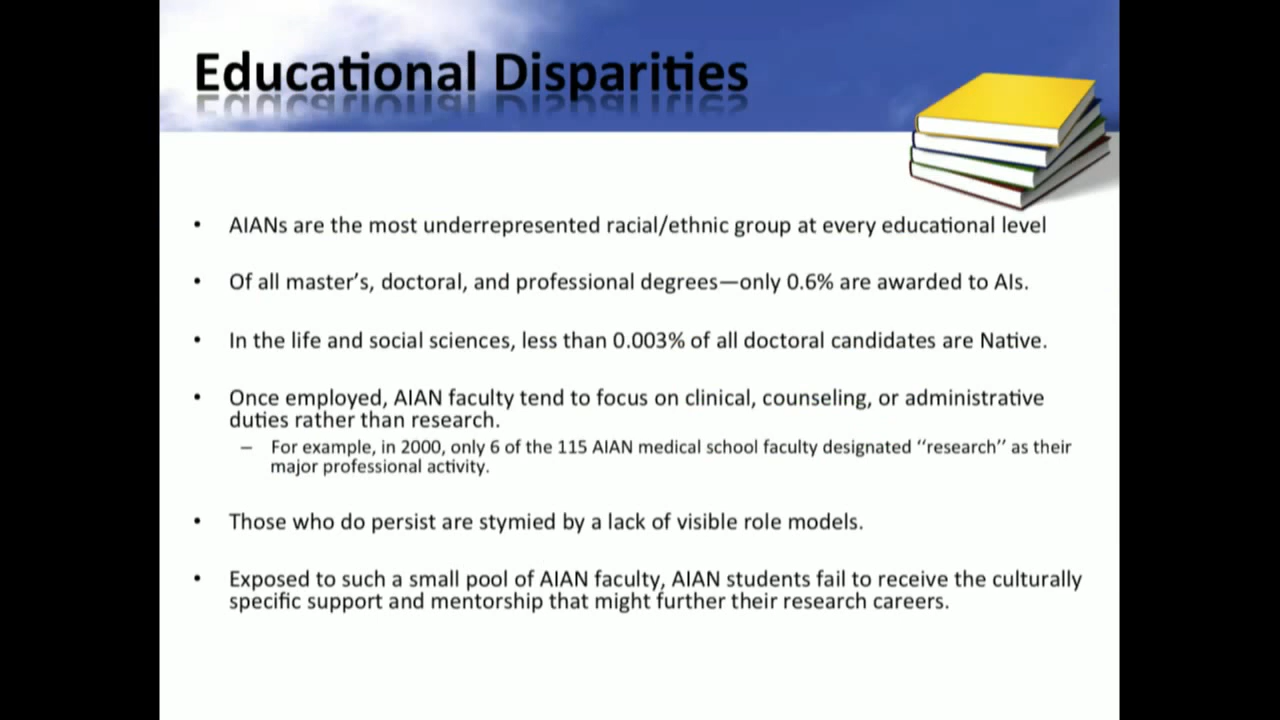 Educational Disparities
• AIANs are the most underrepresented racial/ethnic group at every educational level
• Of all master's, doctoral, and professional degrees—only 0.6% are awarded to AIs.
• In the life and social sciences, less than 0.003% of all doctoral candidates are Native.
• Once employed, AIAN faculty tend to focus on clinical, counseling, or administrative
duties rather than research.
– For example, in 2000, only 6 of the 115 AIAN medical school faculty designated “research” as their
major professional activity.
• Those who do persist are stymied by a lack of visible role models.
• Exposed to such a small pool of AIAN faculty, AIAN students fail to receive the culturally
specific support and mentorship that might further their research careers.